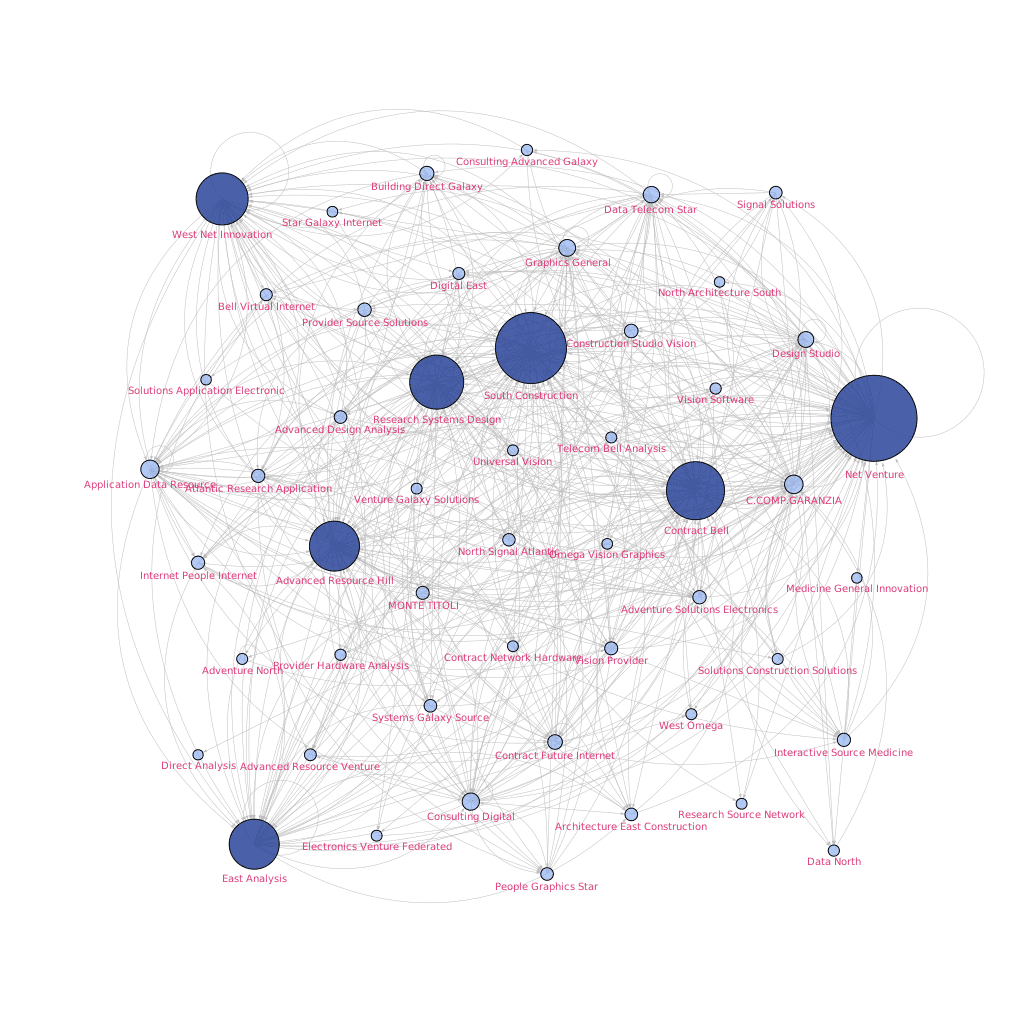 Consulting Advanced Galaxy
Building Direct Galaxy
Signal Solutions
Data Telecom Star
Star Galaxy Internet
West Net Innovation
Graphics General
Digital East
North Architecture South
Bell Virtual Internet
Provider Source Solutions
Construction Studio Vision
Design Studio
Solutions Application Electronic
South Construction
Vision Software
Research Systems Design
Advanced Design Analysis
Telecom Bell Analysis
Universal Vision
Net Venture
Application Data Resource
Atlantic Research Application
Venture Galaxy Solutions
C.COMP.GARANZIA
Contract Bell
North Signal Atlantic
Omega Vision Graphics
Internet People Internet
Advanced Resource Hill
Medicine General Innovation
MONTE TITOLI
Adventure Solutions Electronics
Contract Network Hardware
Vision Provider
Provider Hardware Analysis
Adventure North
Solutions Construction Solutions
Systems Galaxy Source
West Omega
Interactive Source Medicine
Contract Future Internet
Direct Analysis
Advanced Resource Venture
Consulting Digital
Research Source Network
Architecture East Construction
Electronics Venture Federated
Data North
East Analysis
People Graphics Star